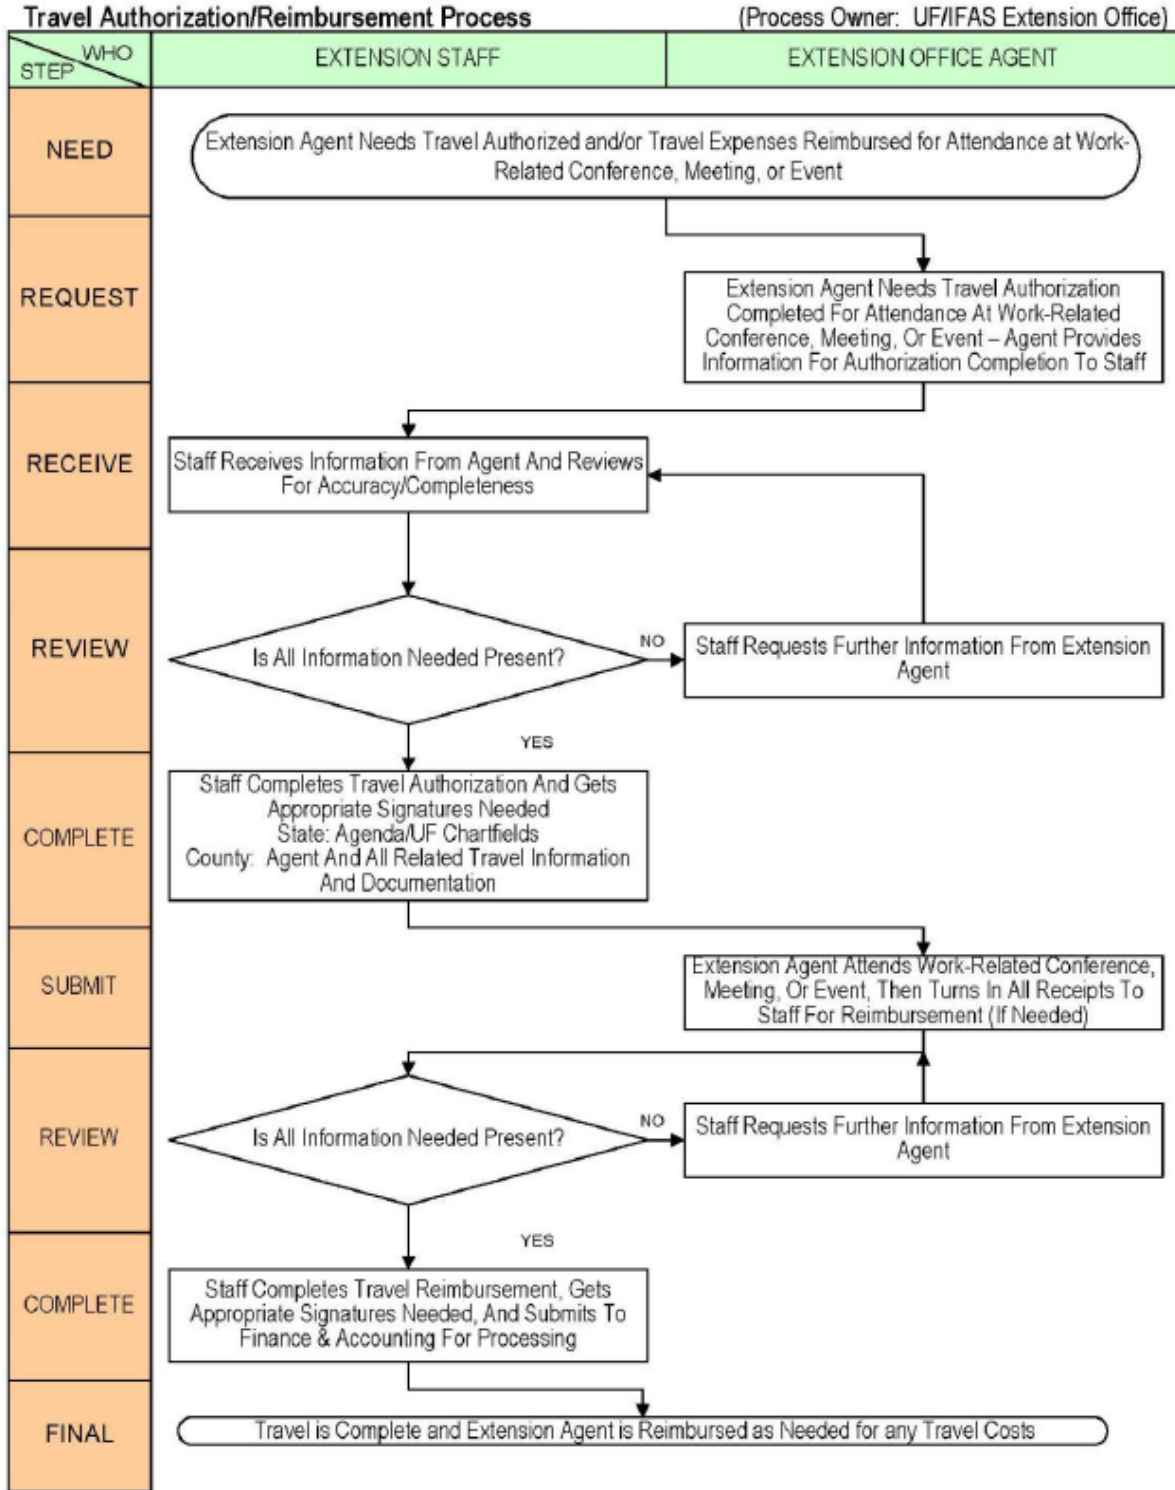 Travel Authorization/Reimbursement Process
(Process Owner: UF/IFAS Extension Office)
WHO
STEP
EXTENSION STAFF
EXTENSION OFFICE AGENT
NEED
Extension Agent Needs Travel Authorized and/or Travel Expenses Reimbursed for Attendance at Work-
Related Conference, Meeting, or Event
REQUEST
Extension Agent Needs Travel Authorization
Completed For Attendance At Work-Related
Conference, Meeting, Or Event – Agent Provides
Information For Authorization Completion To Staff
RECEIVE
Staff Receives Information From Agent And Reviews
For Accuracy/Completeness
REVIEW
Is All Information Needed Present?
NO
Staff Requests Further Information From Extension
Agent
YES
COMPLETE
Staff Completes Travel Authorization And Gets
Appropriate Signatures Needed
State: Agenda/UF Chartfields
County: Agent And All Related Travel Information
And Documentation
SUBMIT
Extension Agent Attends Work-Related Conference,
Meeting, Or Event, Then Turns In All Receipts To
Staff For Reimbursement (If Needed)
REVIEW
Is All Information Needed Present?
NO
Staff Requests Further Information From Extension
Agent
YES
COMPLETE
Staff Completes Travel Reimbursement, Gets
Appropriate Signatures Needed, And Submits To
Finance & Accounting For Processing
FINAL
Travel is Complete and Extension Agent is Reimbursed as Needed for any Travel Costs